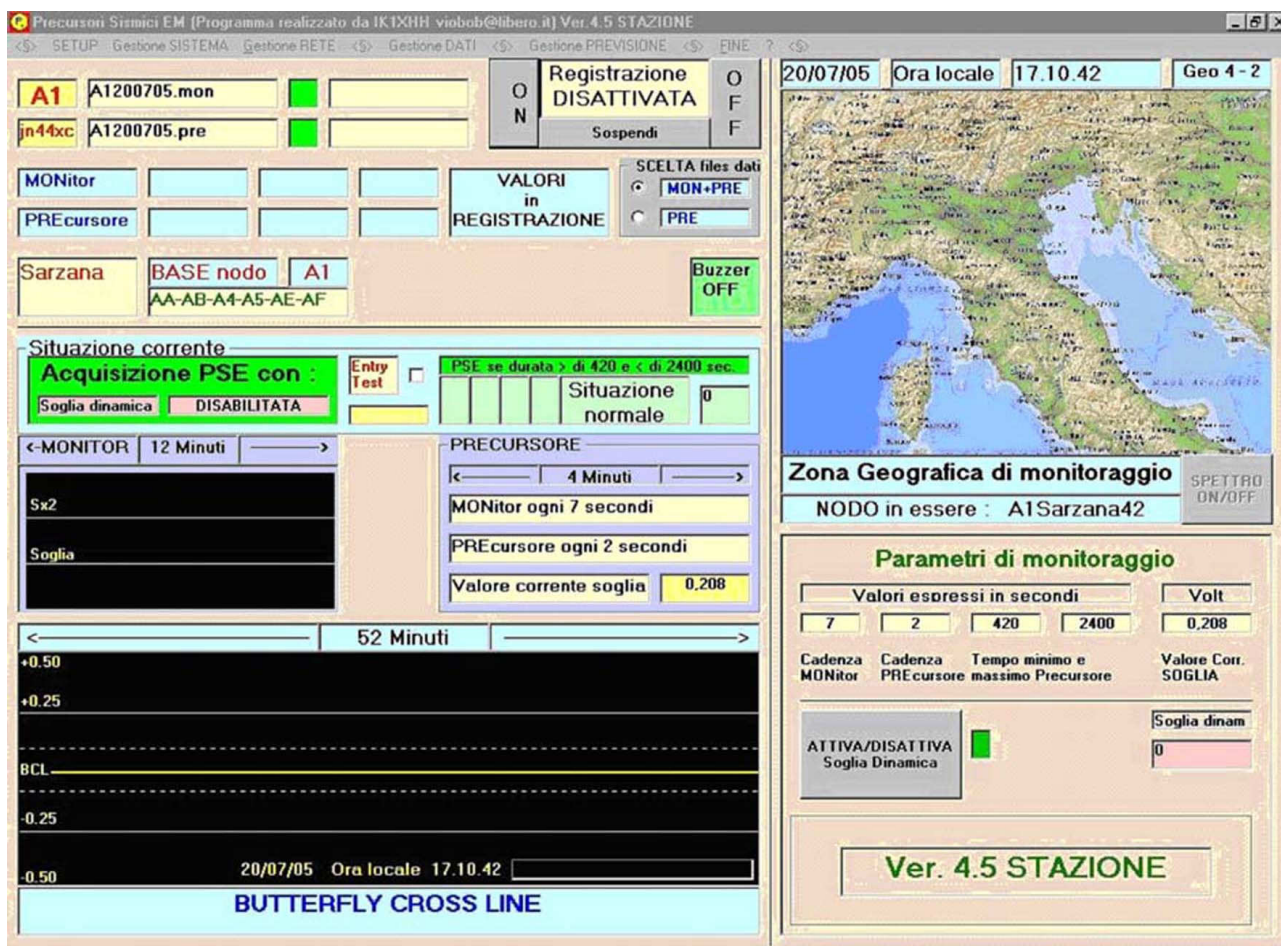 Precursori Sismici EM (Programma realizzato da IK1XHH viobob@libero.it) Ver.4.5 STAZIONE
<S> SETUP Gestione SISTEMA Gestione RETE <S> Gestione DATI <S> Gestione PREVISIONE <S> FINE ? <S>
A1 A1200705.mon
jn44xc A1200705.pre
ON
Registrazione
DISATTIVATA
Sospendi
OFF
MONitor
PREcursore
VALORI
in
REGISTRAZIONE
SCELTA files dati
MON+PRE
PRE
Sarzana
BASE nodo A1
AA-AB-A4-A5-AE-AF
Buzzer
OFF
Situazione corrente
Acquisizione PSE con :
Soglia dinamica DISABILITATA
Entry
Test
PSE se durata > di 420 e < di 2400 sec.
Situazione
normale
0
<-MONITOR 12 Minuti ———>
Sx2
Soglia
PRECURSORE
<——— 4 Minuti ———>
MONitor ogni 7 secondi
PREcursore ogni 2 secondi
Valore corrente soglia 0,208
<——— 52 Minuti ———>
+0.50
+0.25
BCL
-0.25
-0.50
20/07/05 Ora locale 17.10.42
BUTTERFLY CROSS LINE
20/07/05 Ora locale 17.10.42 Geo 4 - 2
Zona Geografica di monitoraggio
NODO in essere : A1Sarzana42
SPETTRO
ON/OFF
Parametri di monitoraggio
Valori espressi in secondi Volt
7 2 420 2400 0,208
Cadenza
MONitor
Cadenza
PREcursore
Tempo minimo e
massimo Precursore
Valore Corr.
SOGLIA
ATTIVA/DISATTIVA
Soglia Dinamica
Soglia dinam
0
Ver. 4.5 STAZIONE